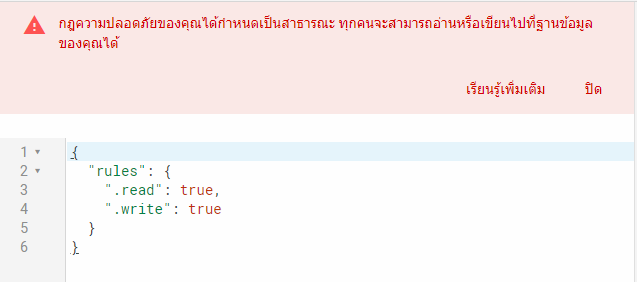 กฎความปลอดภัยของคุณได้กำหนดเป็นสาธารณะ ทุกคนจะสามารถอ่านหรือเขียนไปที่ฐานข้อมูล
ของคุณได้
เรียนรู้เพิ่มเติม ปิด
1 {
2 "rules": {
3 ".read": true,
4 ".write": true
5 }
6 }